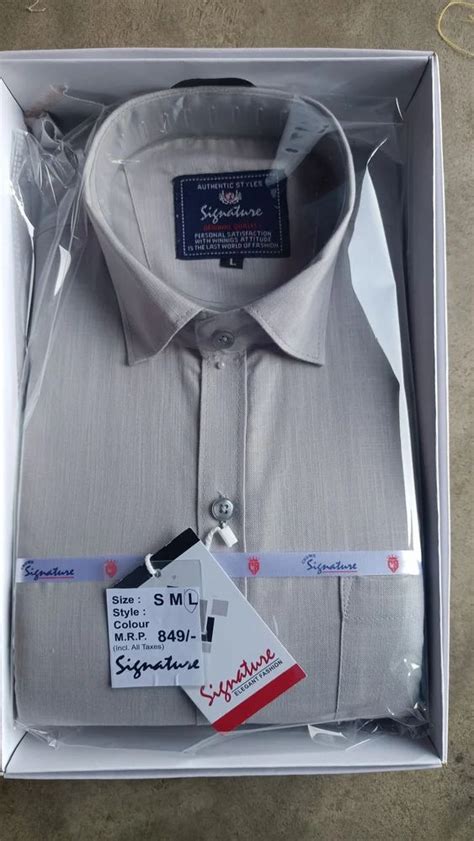 AUTHENTIC STYLES
Signature
ORIGINAL QUALITY
PERSONAL SATISFACTION
WITH WINNIGS ATTITUDE
IS THE LAST WORLD OF FASHION
L
Signature
Signature
Size : S M L
Style :
Colour
M.R.P. 849/-
(incl. All Taxes)
Signature
Signature
ELEGANT FASHION